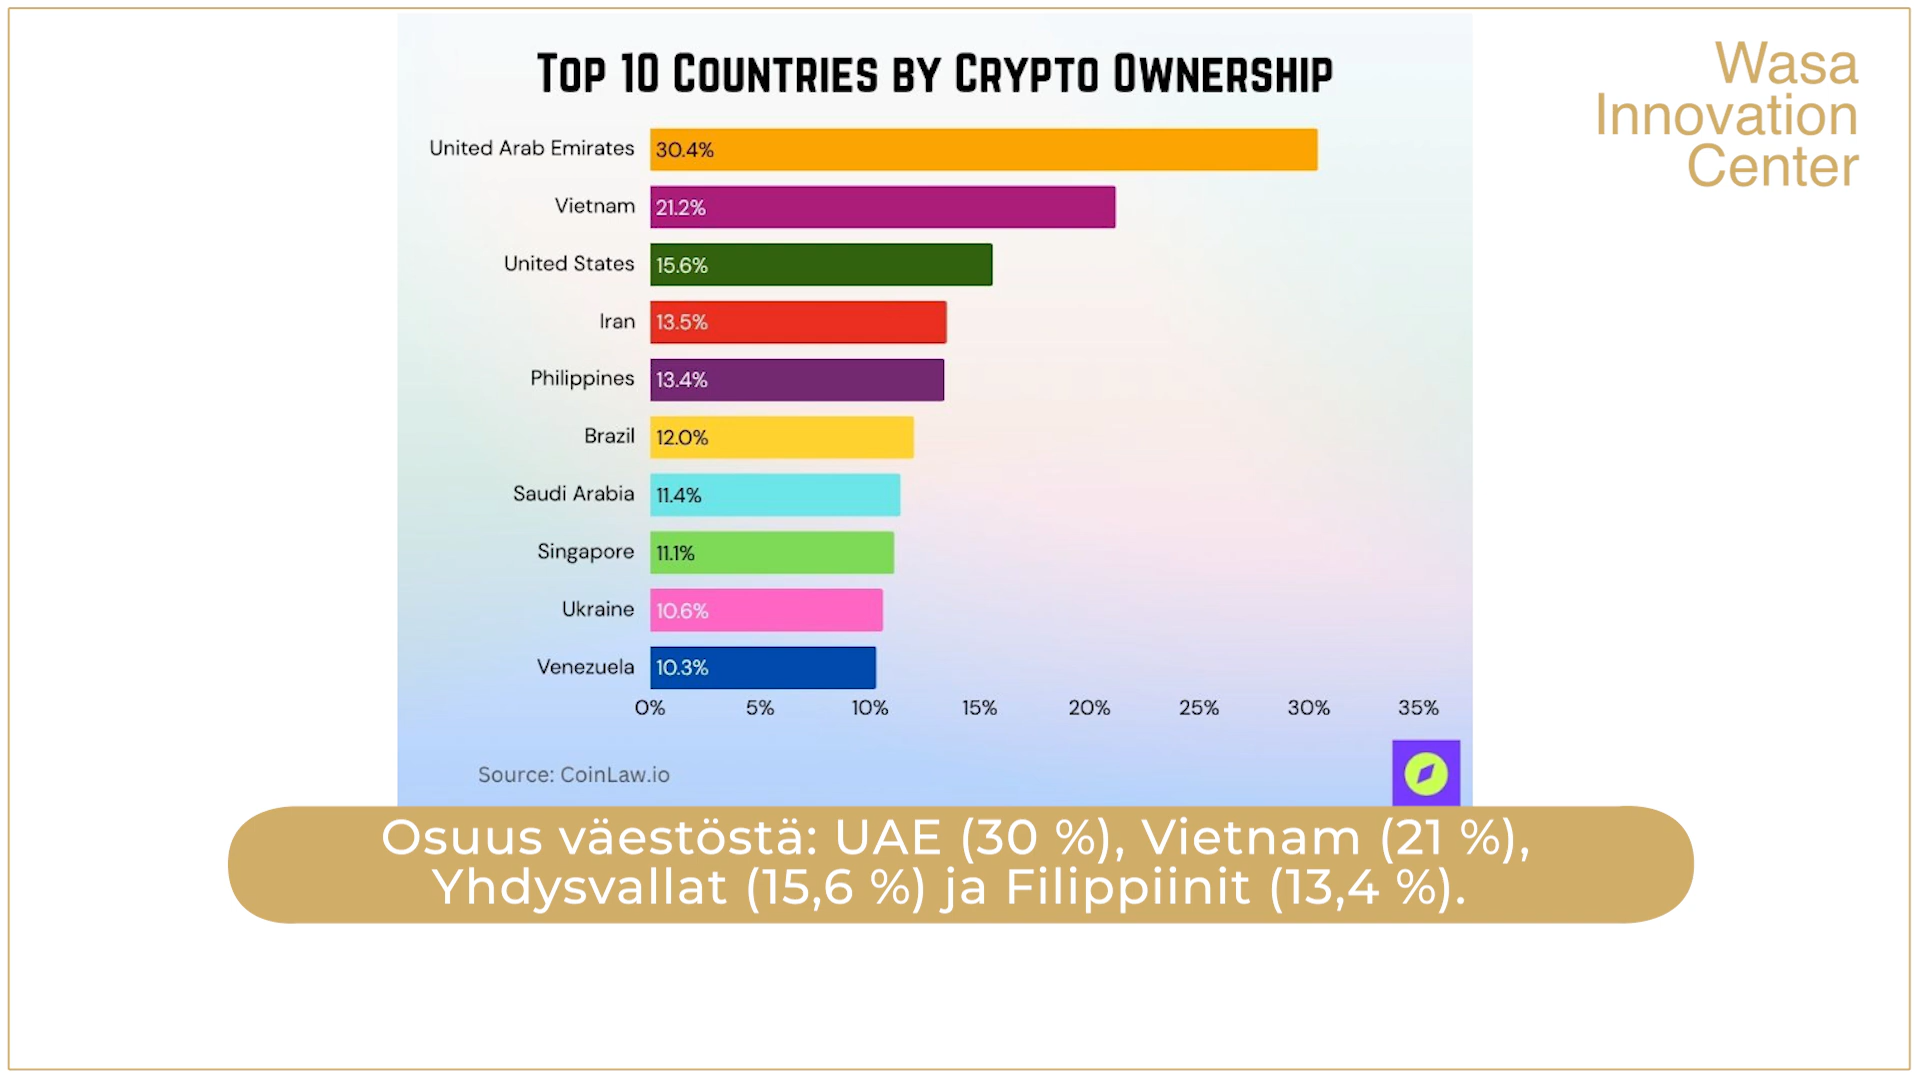 Top 10 Countries by Crypto Ownership
Wasa
Innovation
Center
United Arab Emirates 30.4%
Vietnam 21.2%
United States 15.6%
Iran 13.5%
Philippines 13.4%
Brazil 12.0%
Saudi Arabia 11.4%
Singapore 11.1%
Ukraine 10.6%
Venezuela 10.3%
0% 5% 10% 15% 20% 25% 30% 35%
Source: CoinLaw.io
Osuus väestöstä: UAE (30 %), Vietnam (21 %),
Yhdysvallat (15,6 %) ja Filippiinit (13,4 %).